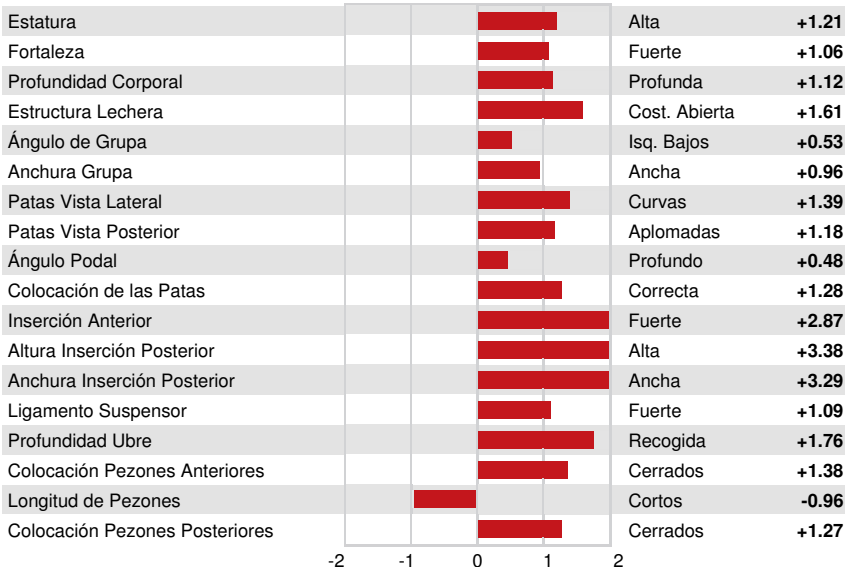 Estatura Alta +1.21
Fortaleza Fuerte +1.06
Profundidad Corporal Profunda +1.12
Estructura Lechera Cost. Abierta +1.61
Ángulo de Grupa Isq. Bajos +0.53
Anchura Grupa Ancha +0.96
Patas Vista Lateral Curvas +1.39
Patas Vista Posterior Aplomadas +1.18
Ángulo Podal Profundo +0.48
Colocación de las Patas Correcta +1.28
Inserción Anterior Fuerte +2.87
Altura Inserción Posterior Alta +3.38
Anchura Inserción Posterior Ancha +3.29
Ligamento Suspensor Fuerte +1.09
Profundidad Ubre Recogida +1.76
Colocación Pezones Anteriores Cerrados +1.38
Longitud de Pezones Cortos -0.96
Colocación Pezones Posteriores Cerrados +1.27
-2 -1 0 1 2